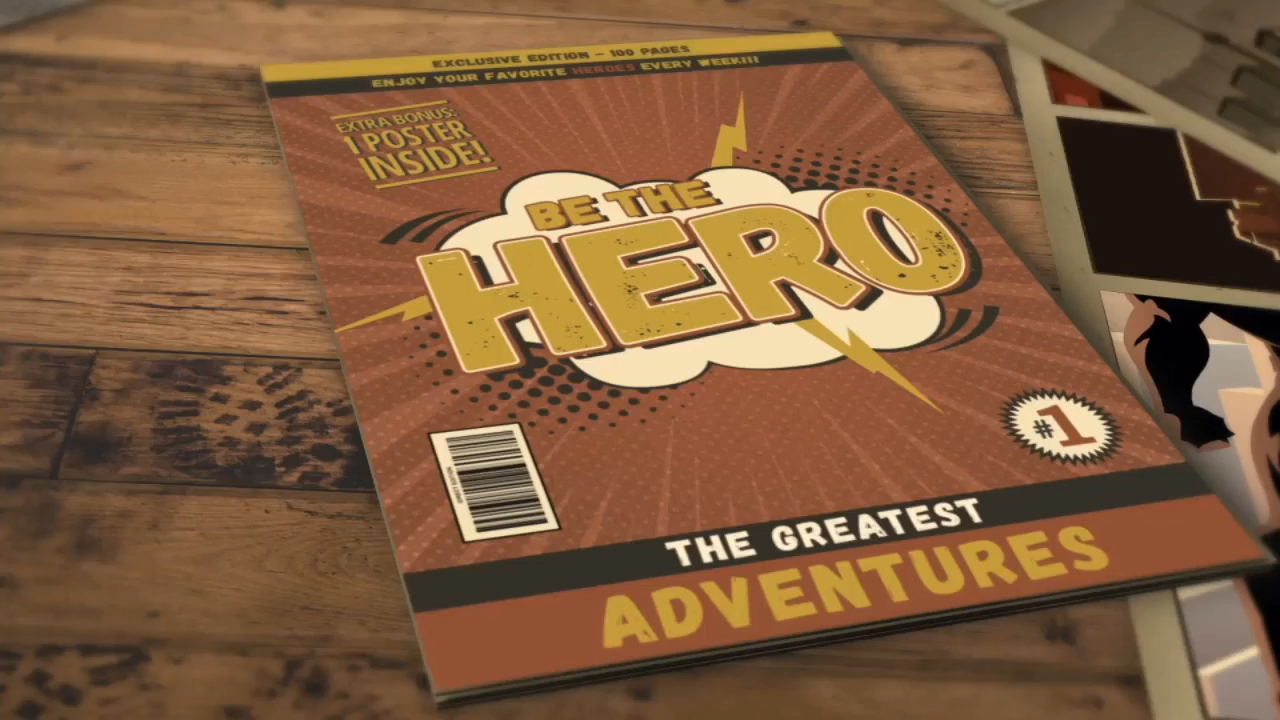 EXCLUSIVE EDITION – 100 PAGES
ENJOY YOUR FAVORITE HEROES EVERY WEEK!!!
EXTRA BONUS:
1 POSTER
INSIDE!
BE THE
HERO
#1
THE GREATEST
ADVENTURES